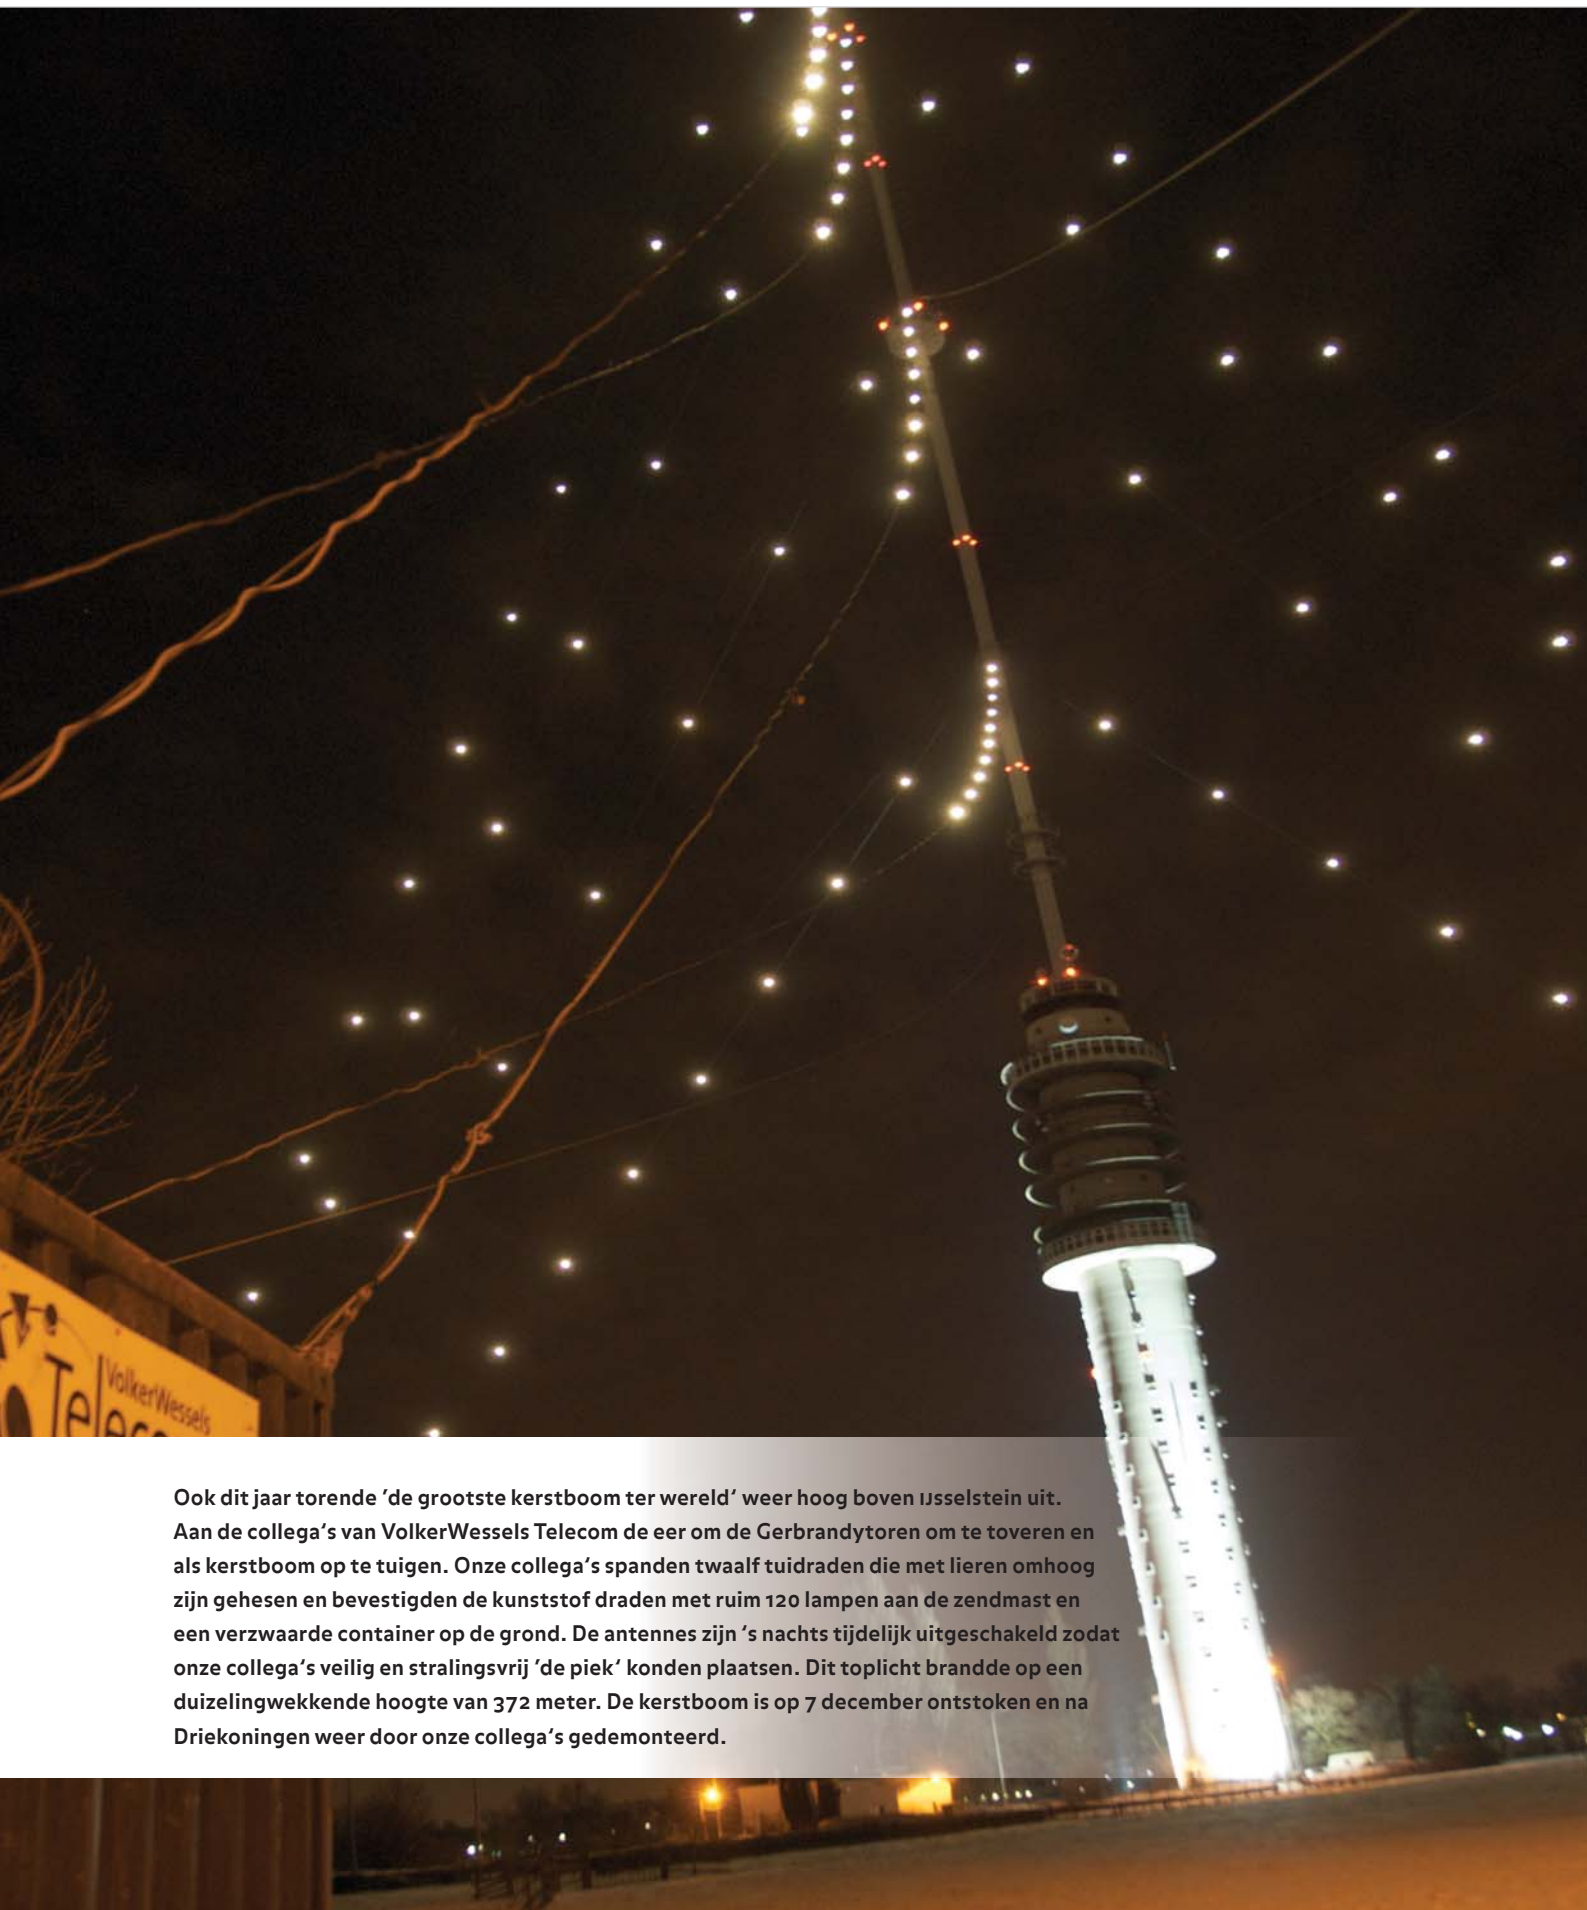 VolkerWessels
Ook dit jaar torende ’de grootste kerstboom ter wereld‘ weer hoog boven IJsselstein uit.
Aan de collega‘s van VolkerWessels Telecom de eer om de Gerbrandytoren om te toveren en
als kerstboom op te tuigen. Onze collega‘s spanden twaalf tuidraden die met lieren omhoog
zijn gehesen en bevestigden de kunststof draden met ruim 120 lampen aan de zendmast en
een verzwaarde container op de grond. De antennes zijn ‘s nachts tijdelijk uitgeschakeld zodat
onze collega‘s veilig en stralingsvrij ’de piek‘ konden plaatsen. Dit toplicht brandde op een
duizelingwekkende hoogte van 372 meter. De kerstboom is op 7 december ontstoken en na
Driekoningen weer door onze collega‘s gedemonteerd.